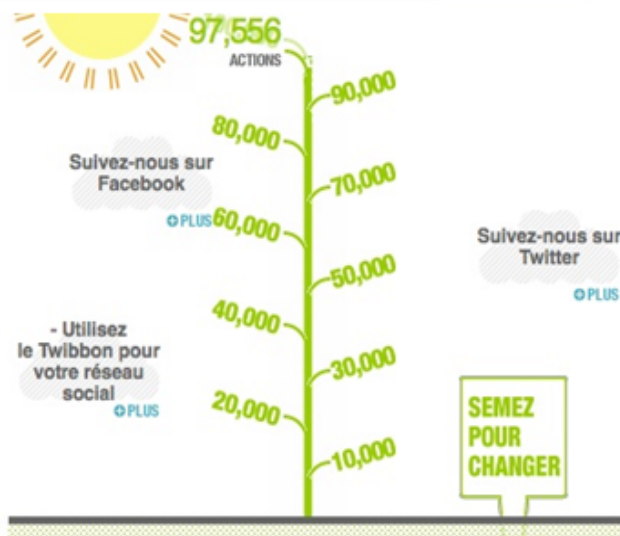 97,556
ACTIONS
90,000
80,000
Suivez-nous sur
Facebook
PLUS
70,000
60,000
Suivez-nous sur
Twitter
PLUS
50,000
40,000
- Utilisez
le Twibbon pour
votre réseau
social
PLUS
30,000
20,000
SEMEZ
POUR
CHANGER
10,000